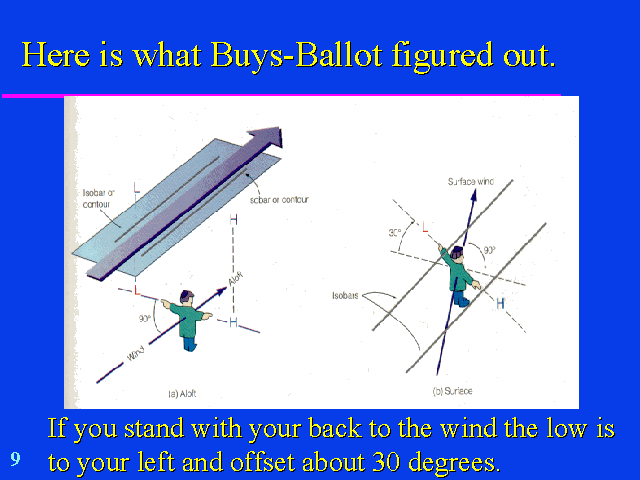 Here is what Buys-Ballot figured out.
Isobar or
contour
L
sobar or contour
H
L
Aloft
90°
H
Wind
(a) Aloft
Surface wind
30°
L
90°
Isobars
H
(b) Surface
If you stand with your back to the wind the low is
9
to your left and offset about 30 degrees.